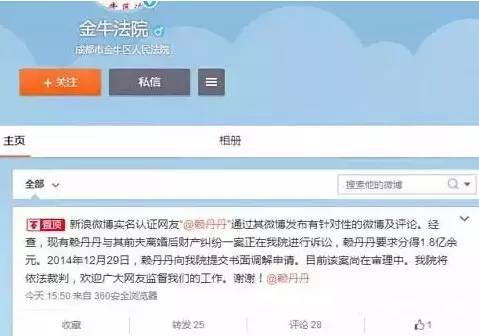 金牛法院
成都市金牛区人民法院
+ 关注
私信
主页
相册
全部
搜索他的微博
置顶 新浪微博实名认证网友“@赖丹丹”通过其微博发布有针对性的微博及评论。经
查，现有赖丹丹与其前夫离婚后财产纠纷一案正在我院进行诉讼，赖丹丹要求分得1.8亿余
元。2014年12月29日，赖丹丹向我院提交书面调解申请。目前该案尚在审理中。我院将
依法裁判，欢迎广大网友监督我们的工作。谢谢！@赖丹丹
今天 15:50 来自 360安全浏览器
收藏
转发 25
评论 28
1